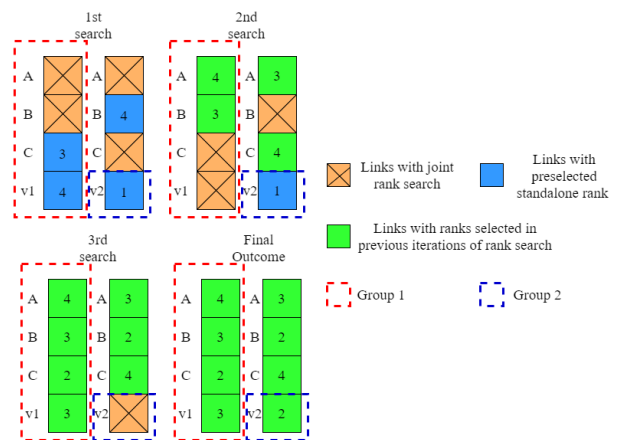 1st
search
2nd
search
A A A 4 A 3
B B 4 B 3 B
C 3 C C C 4
v1 4 v2 1 v1 v2 1
Links with joint
rank search
Links with
preselected
standalone rank
Links with ranks selected in
previous iterations of rank search
3rd
search
Final
Outcome
Group 1
Group 2
A 4 A 3 A 4 A 3
B 3 B 2 B 3 B 2
C 2 C 4 C 2 C 4
v1 3 v2 v1 3 v2 2